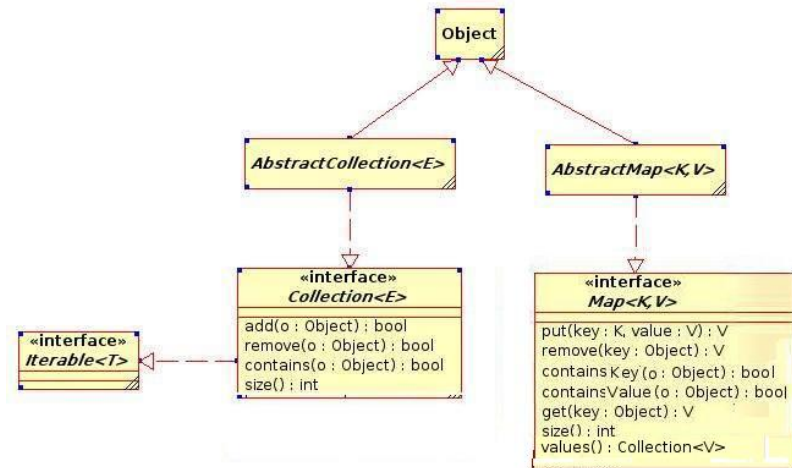 Object
AbstractCollection<E>
AbstractMap<K,V>
«interface»
Collection<E>
add(o : Object) : bool
remove(o : Object) : bool
contains(o : Object) : bool
size() : int
«interface»
Iterable<T>
«interface»
Map<K,V>
put(key : K, value : V) : V
remove(key : Object) : V
containsKey(o : Object) : bool
containsValue(o : Object) : bool
get(key : Object) : V
size() : int
values() : Collection<V>